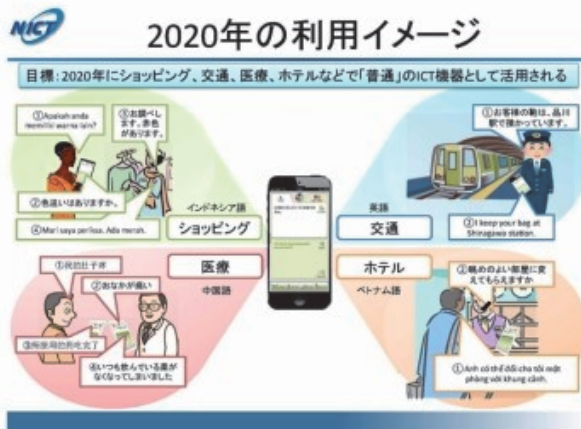 NICT
2020年の利用イメージ
目標:2020年にショッピング、交通、医療、ホテルなどで「普通」のICT機器として活用される
①Apakah anda
memiliki warna lain?
③お調べし
ます。赤色
があります。
②色違いはありますか。
④Mari saya periksa. Ada merah.
インドネシア語
ショッピング
①お客様の鞄は、品川
駅で預かっています。
②I keep your bag at
Shinagawa station.
英語
交通
医療
中国語
①我的肚子疼
②おなかが痛い
④いつも飲んでいる薬が
なくなってしまいました
ホテル
ベトナム語
②眺めのよい部屋に変
えてもらえますか
①Anh có thể đổi cho tôi một
phòng với khung cảnh.